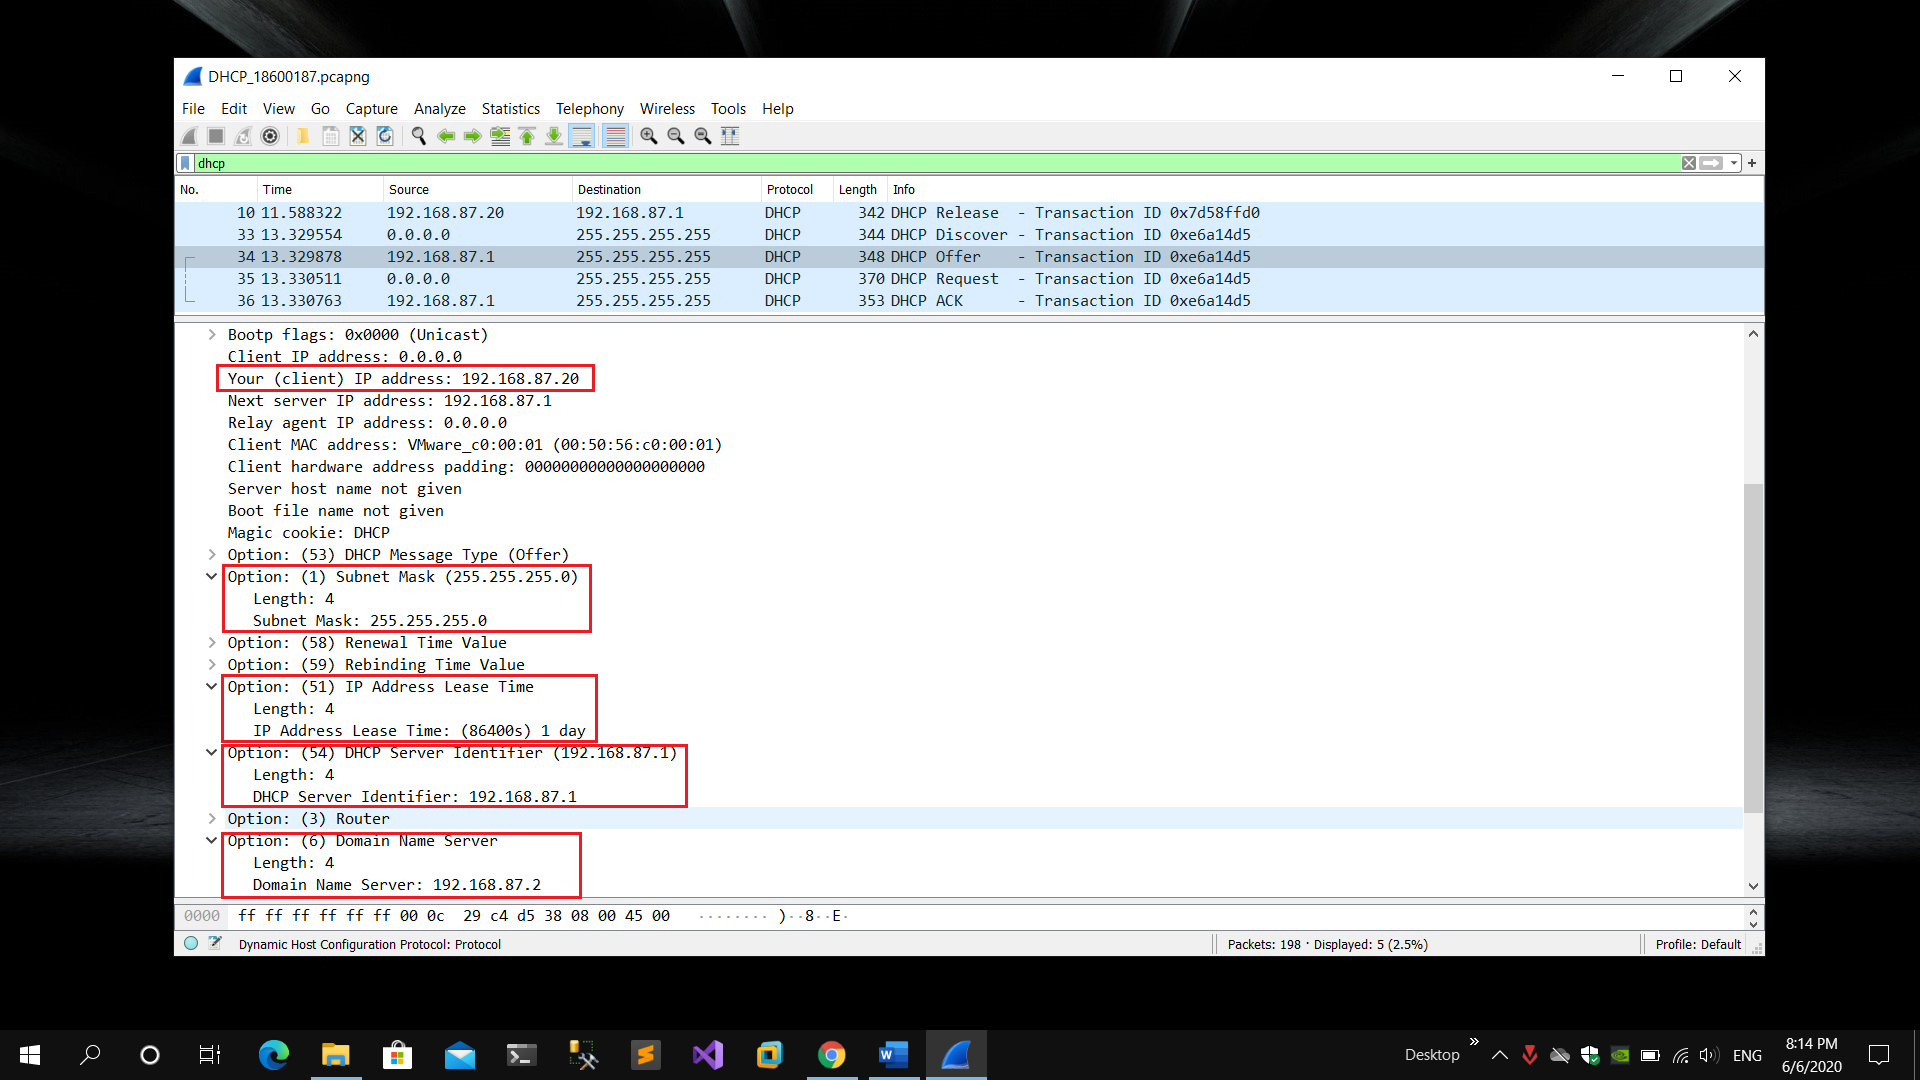 DHCP_18600187.pcapng
File Edit View Go Capture Analyze Statistics Telephony Wireless Tools Help
dhcp
No. Time Source Destination Protocol Length Info
10 11.588322 192.168.87.20 192.168.87.1 DHCP 342 DHCP Release - Transaction ID 0x7d58ffd0
33 13.329554 0.0.0.0 255.255.255.255 DHCP 344 DHCP Discover - Transaction ID 0xe6a14d5
34 13.329878 192.168.87.1 255.255.255.255 DHCP 348 DHCP Offer - Transaction ID 0xe6a14d5
35 13.330511 0.0.0.0 255.255.255.255 DHCP 370 DHCP Request - Transaction ID 0xe6a14d5
36 13.330763 192.168.87.1 255.255.255.255 DHCP 353 DHCP ACK - Transaction ID 0xe6a14d5
Bootp flags: 0x0000 (Unicast)
Client IP address: 0.0.0.0
Your (client) IP address: 192.168.87.20
Next server IP address: 192.168.87.1
Relay agent IP address: 0.0.0.0
Client MAC address: VMware_c0:00:01 (00:50:56:c0:00:01)
Client hardware address padding: 00000000000000000000
Server host name not given
Boot file name not given
Magic cookie: DHCP
Option: (53) DHCP Message Type (Offer)
Option: (1) Subnet Mask (255.255.255.0)
Length: 4
Subnet Mask: 255.255.255.0
Option: (58) Renewal Time Value
Option: (59) Rebinding Time Value
Option: (51) IP Address Lease Time
Length: 4
IP Address Lease Time: (86400s) 1 day
Option: (54) DHCP Server Identifier (192.168.87.1)
Length: 4
DHCP Server Identifier: 192.168.87.1
Option: (3) Router
Option: (6) Domain Name Server
Length: 4
Domain Name Server: 192.168.87.2
0000 ff ff ff ff ff ff 00 0c 29 c4 d5 38 08 00 45 00 ········ )··8··E·
Dynamic Host Configuration Protocol: Protocol
Packets: 198 · Displayed: 5 (2.5%)
Profile: Default
Desktop
ENG
8:14 PM
6/6/2020